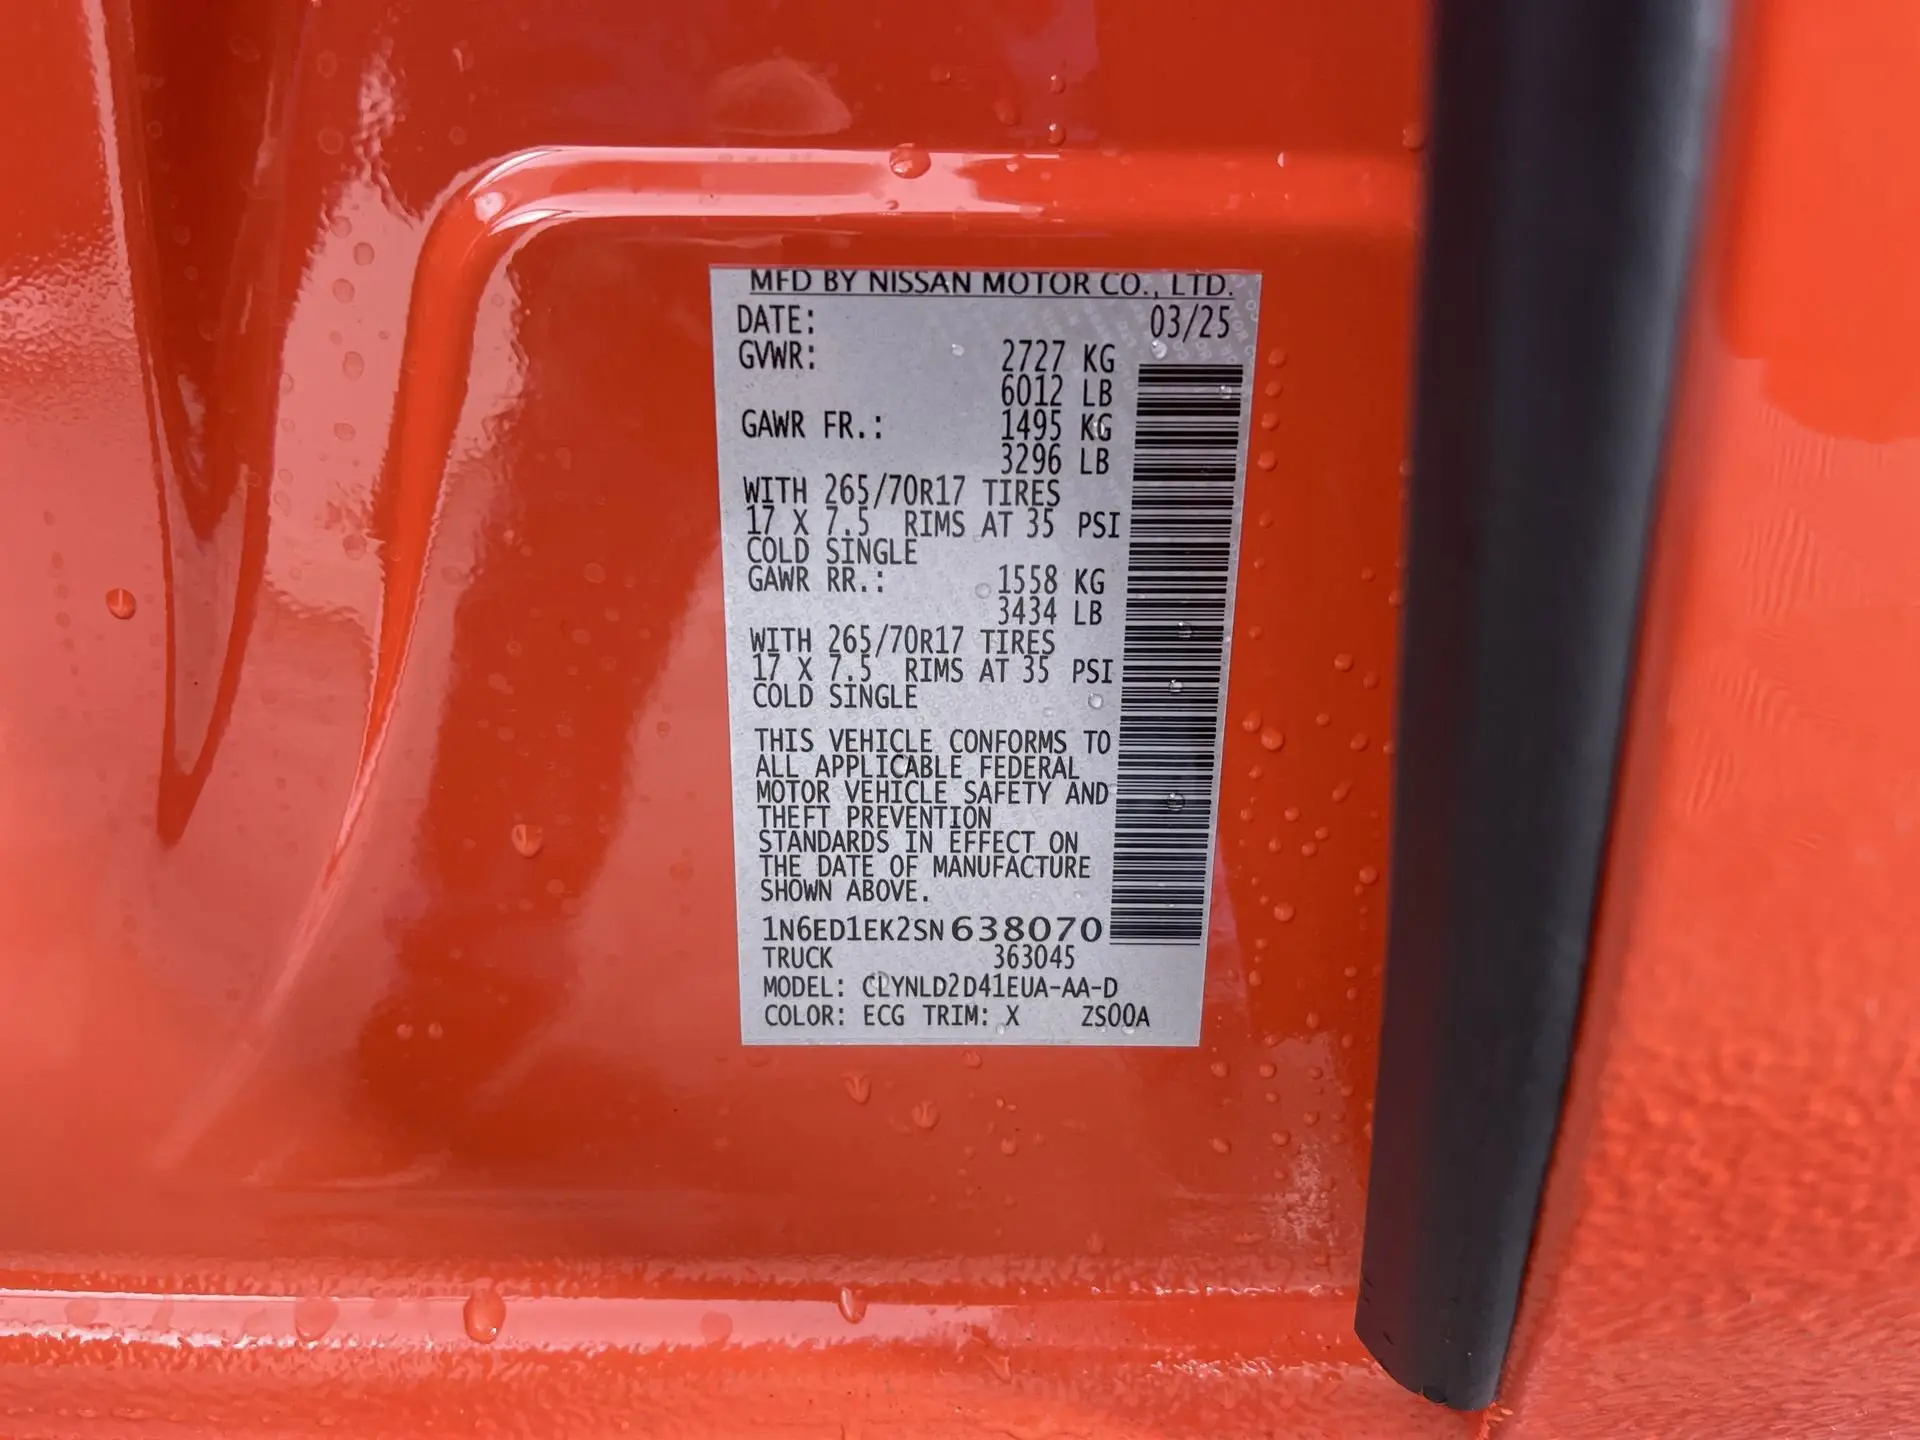 MFD BY NISSAN MOTOR CO., LTD.
DATE: 03/25
GVWR: 2727 KG
6012 LB
GAWR FR.: 1495 KG
3296 LB
WITH 265/70R17 TIRES
17 X 7.5 RIMS AT 35 PSI
COLD SINGLE
GAWR RR.: 1558 KG
3434 LB
WITH 265/70R17 TIRES
17 X 7.5 RIMS AT 35 PSI
COLD SINGLE
THIS VEHICLE CONFORMS TO
ALL APPLICABLE FEDERAL
MOTOR VEHICLE SAFETY AND
THEFT PREVENTION
STANDARDS IN EFFECT ON
THE DATE OF MANUFACTURE
SHOWN ABOVE.
1N6ED1EK2SN638070
TRUCK 363045
MODEL: CLYNLD2D41EUA-AA-D
COLOR: ECG TRIM: X ZS00A